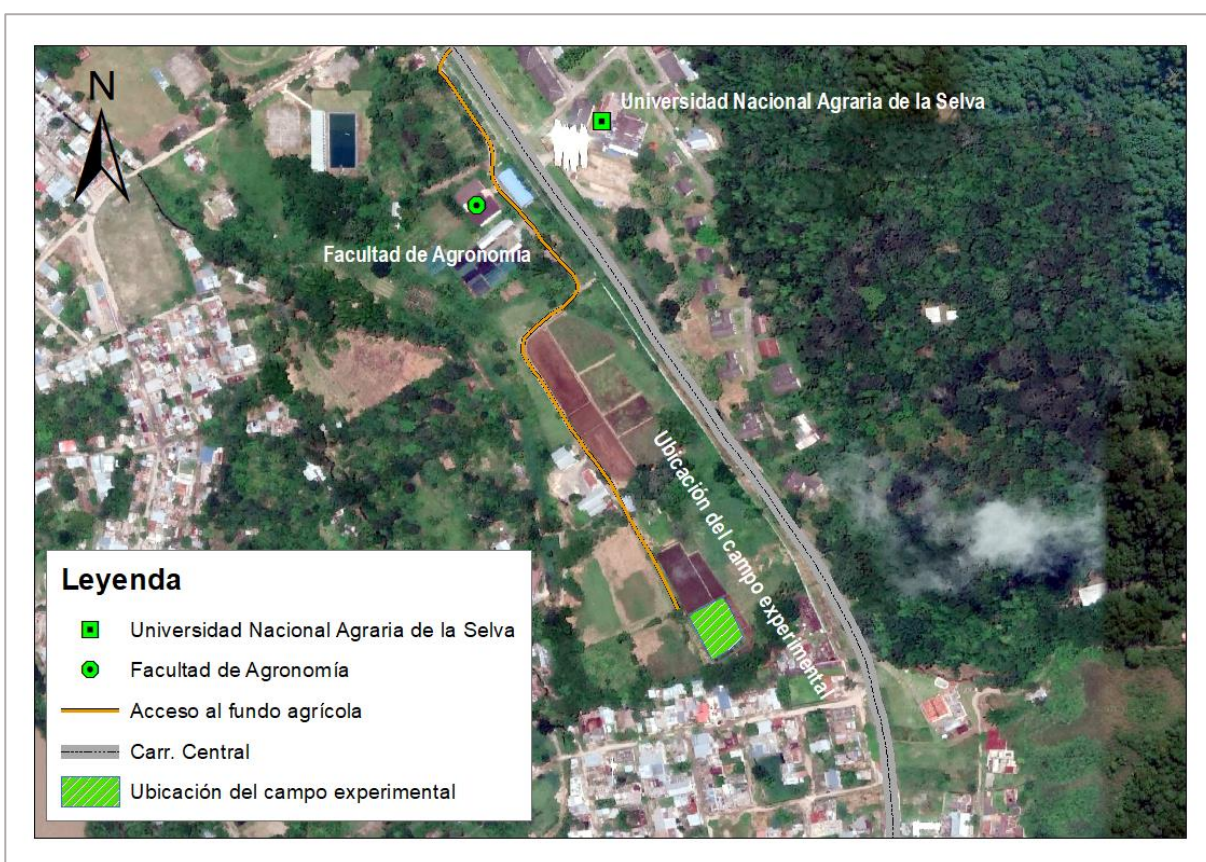 N
Universidad Nacional Agraria de la Selva
Facultad de Agronomía
Ubicación del campo experimental
Leyenda
Universidad Nacional Agraria de la Selva
Facultad de Agronomía
Acceso al fundo agrícola
Carr. Central
Ubicación del campo experimental